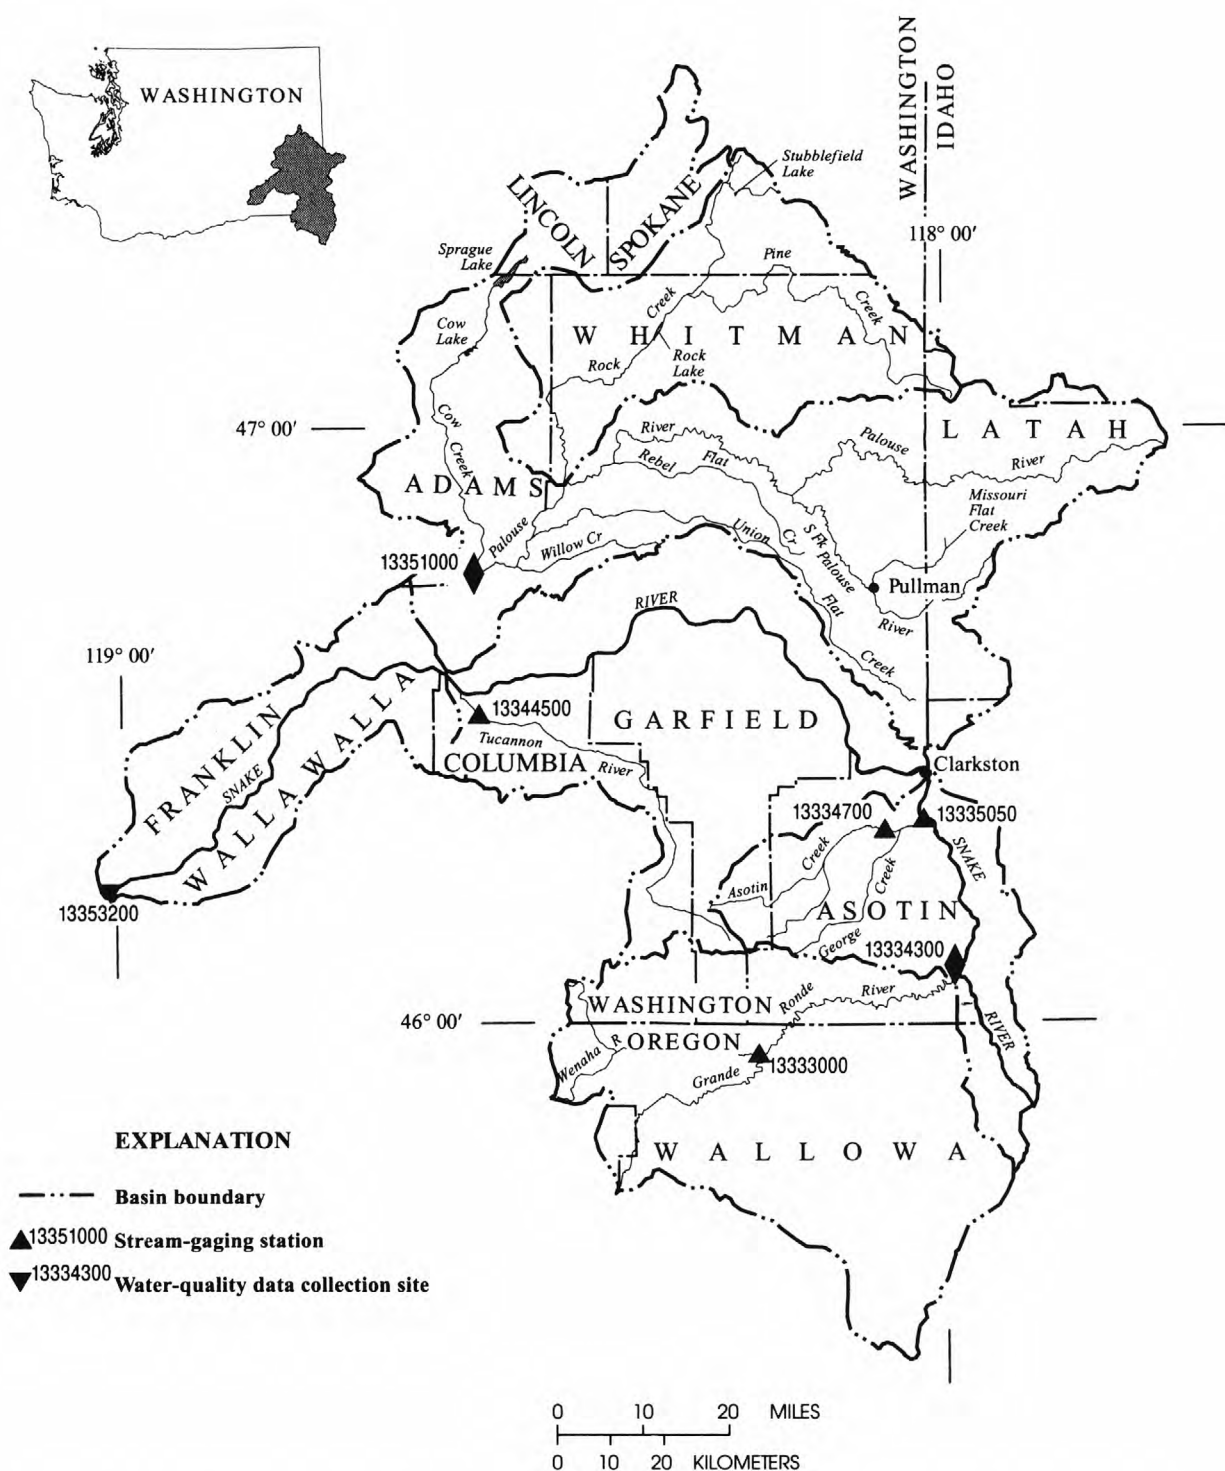 WASHINGTON
WASHINGTON
IDAHO
118° 00'
Stubblefield
Lake
LINCOLN
SPOKANE
Sprague
Lake
Pine
Creek
Creek
Cow
Lake
WHITMAN
Rock
Rock
Lake
47° 00'
Cow
Creek
River
Palouse
River
LATAH
Rebel
Flat
Cr
ADAMS
Missouri
Flat
Creek
Palouse
Willow Cr
Union
Flat
Creek
S Fk Palouse
River
13351000
Pullman
RIVER
119° 00'
FRANKLIN
SNAKE
WALLA WALLA
13344500
Tucannon
River
COLUMBIA
GARFIELD
Clarkston
13334700
13335050
SNAKE
RIVER
Creek
Asotin
Creek
George
ASOTIN
13353200
13334300
WASHINGTON
Ronde
River
46° 00'
OREGON
Wenaha R
13333000
Grande
WALLOWA
EXPLANATION
Basin boundary
13351000 Stream-gaging station
13334300 Water-quality data collection site
0 10 20 MILES
0 10 20 KILOMETERS